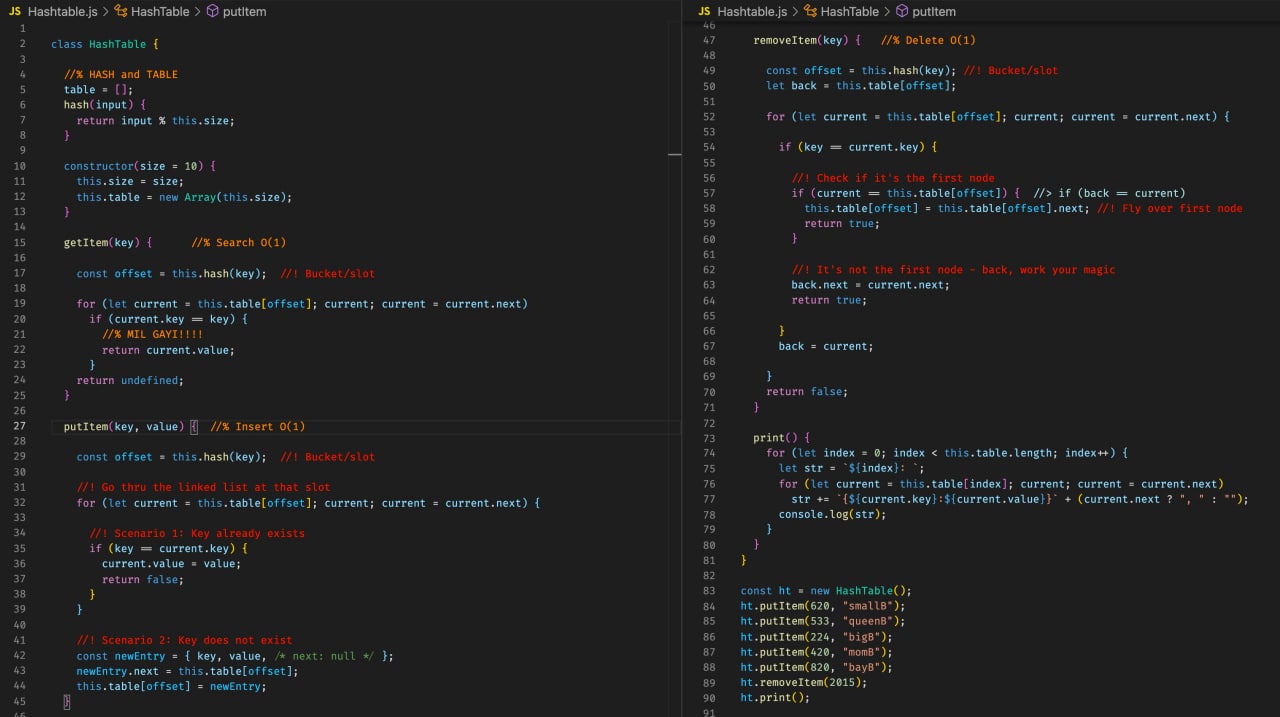 JS Hashtable.js > HashTable > putItem
1
2 class HashTable {
3
4 //% HASH and TABLE
5 table = [];
6 hash(input) {
7 return input % this.size;
8 }
9
10 constructor(size = 10) {
11 this.size = size;
12 this.table = new Array(this.size);
13 }
14
15 getItem(key) { //% Search O(1)
16
17 const offset = this.hash(key); //! Bucket/slot
18
19 for (let current = this.table[offset]; current; current = current.next)
20 if (current.key == key) {
21 //% MIL GAYI!!!!
22 return current.value;
23 }
24 return undefined;
25 }
26
27 putItem(key, value) { //% Insert O(1)
28
29 const offset = this.hash(key); //! Bucket/slot
30
31 //! Go thru the linked list at that slot
32 for (let current = this.table[offset]; current; current = current.next) {
33
34 //! Scenario 1: Key already exists
35 if (key == current.key) {
36 current.value = value;
37 return false;
38 }
39 }
40
41 //! Scenario 2: Key does not exist
42 const newEntry = { key, value, /* next: null */ };
43 newEntry.next = this.table[offset];
44 this.table[offset] = newEntry;
45 }
46
JS Hashtable.js > HashTable > putItem
46
47 removeItem(key) { //% Delete O(1)
48
49 const offset = this.hash(key); //! Bucket/slot
50 let back = this.table[offset];
51
52 for (let current = this.table[offset]; current; current = current.next) {
53
54 if (key == current.key) {
55
56 //! Check if it's the first node
57 if (current == this.table[offset]) { //> if (back == current)
58 this.table[offset] = this.table[offset].next; //! Fly over first node
59 return true;
60 }
61
62 //! It's not the first node - back, work your magic
63 back.next = current.next;
64 return true;
65
66 }
67 back = current;
68
69 }
70 return false;
71 }
72
73 print() {
74 for (let index = 0; index < this.table.length; index++) {
75 let str = `${index}: `;
76 for (let current = this.table[index]; current; current = current.next)
77 str += `{${current.key}:${current.value}}` + (current.next ? ", " : "");
78 console.log(str);
79 }
80 }
81 }
82
83 const ht = new HashTable();
84 ht.putItem(620, "smallB");
85 ht.putItem(533, "queenB");
86 ht.putItem(224, "bigB");
87 ht.putItem(420, "momB");
88 ht.putItem(820, "bayB");
89 ht.removeItem(2015);
90 ht.print();
91